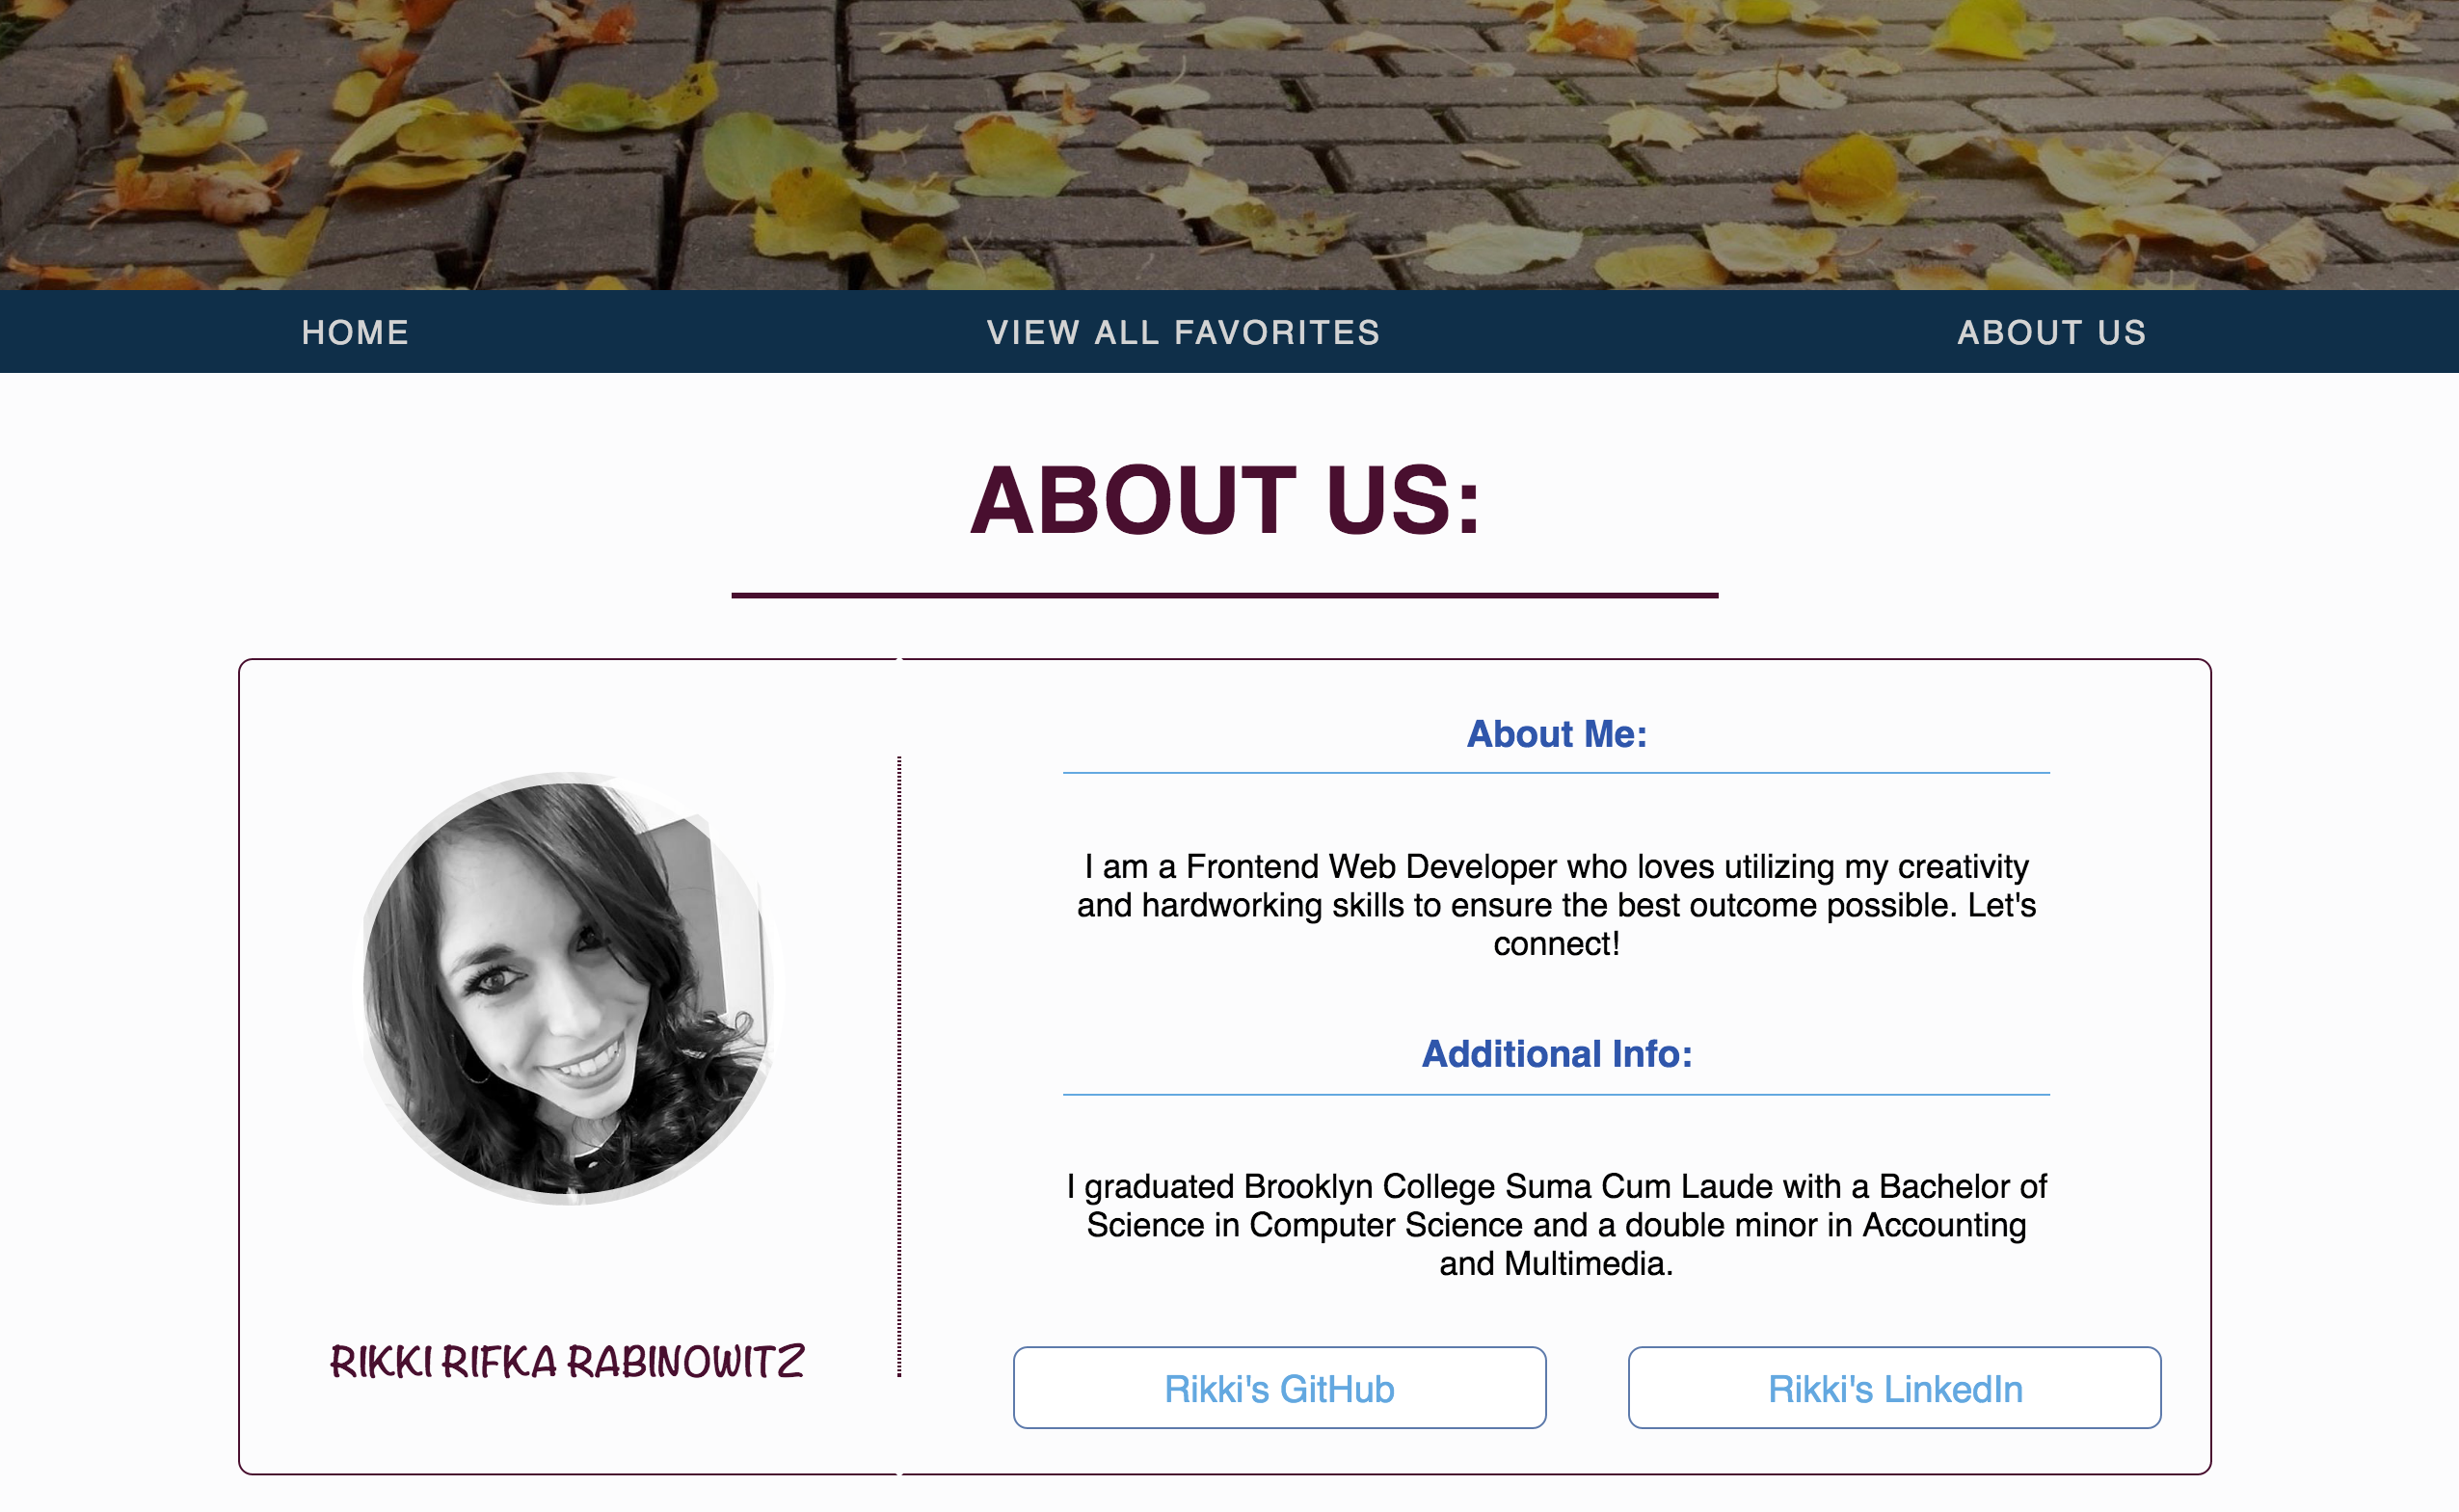 HOME
VIEW ALL FAVORITES
ABOUT US
ABOUT US:
RIKKI RIFKA RABINOWITZ
About Me:
I am a Frontend Web Developer who loves utilizing my creativity
and hardworking skills to ensure the best outcome possible. Let's
connect!
Additional Info:
I graduated Brooklyn College Suma Cum Laude with a Bachelor of
Science in Computer Science and a double minor in Accounting
and Multimedia.
Rikki's GitHub
Rikki's LinkedIn